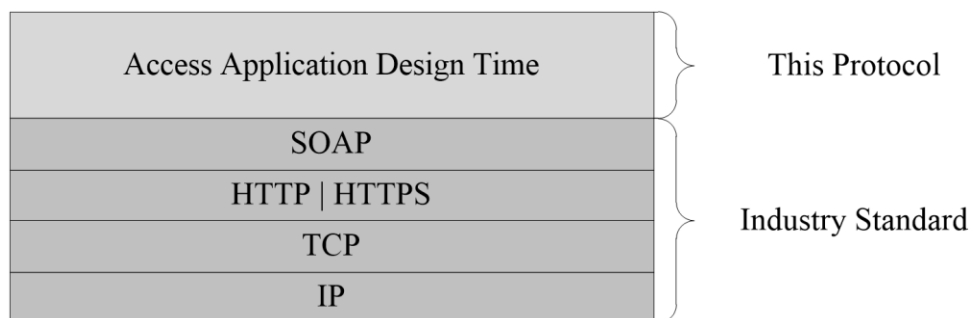 Access Application Design Time
This Protocol
SOAP
HTTP | HTTPS
TCP
IP
Industry Standard